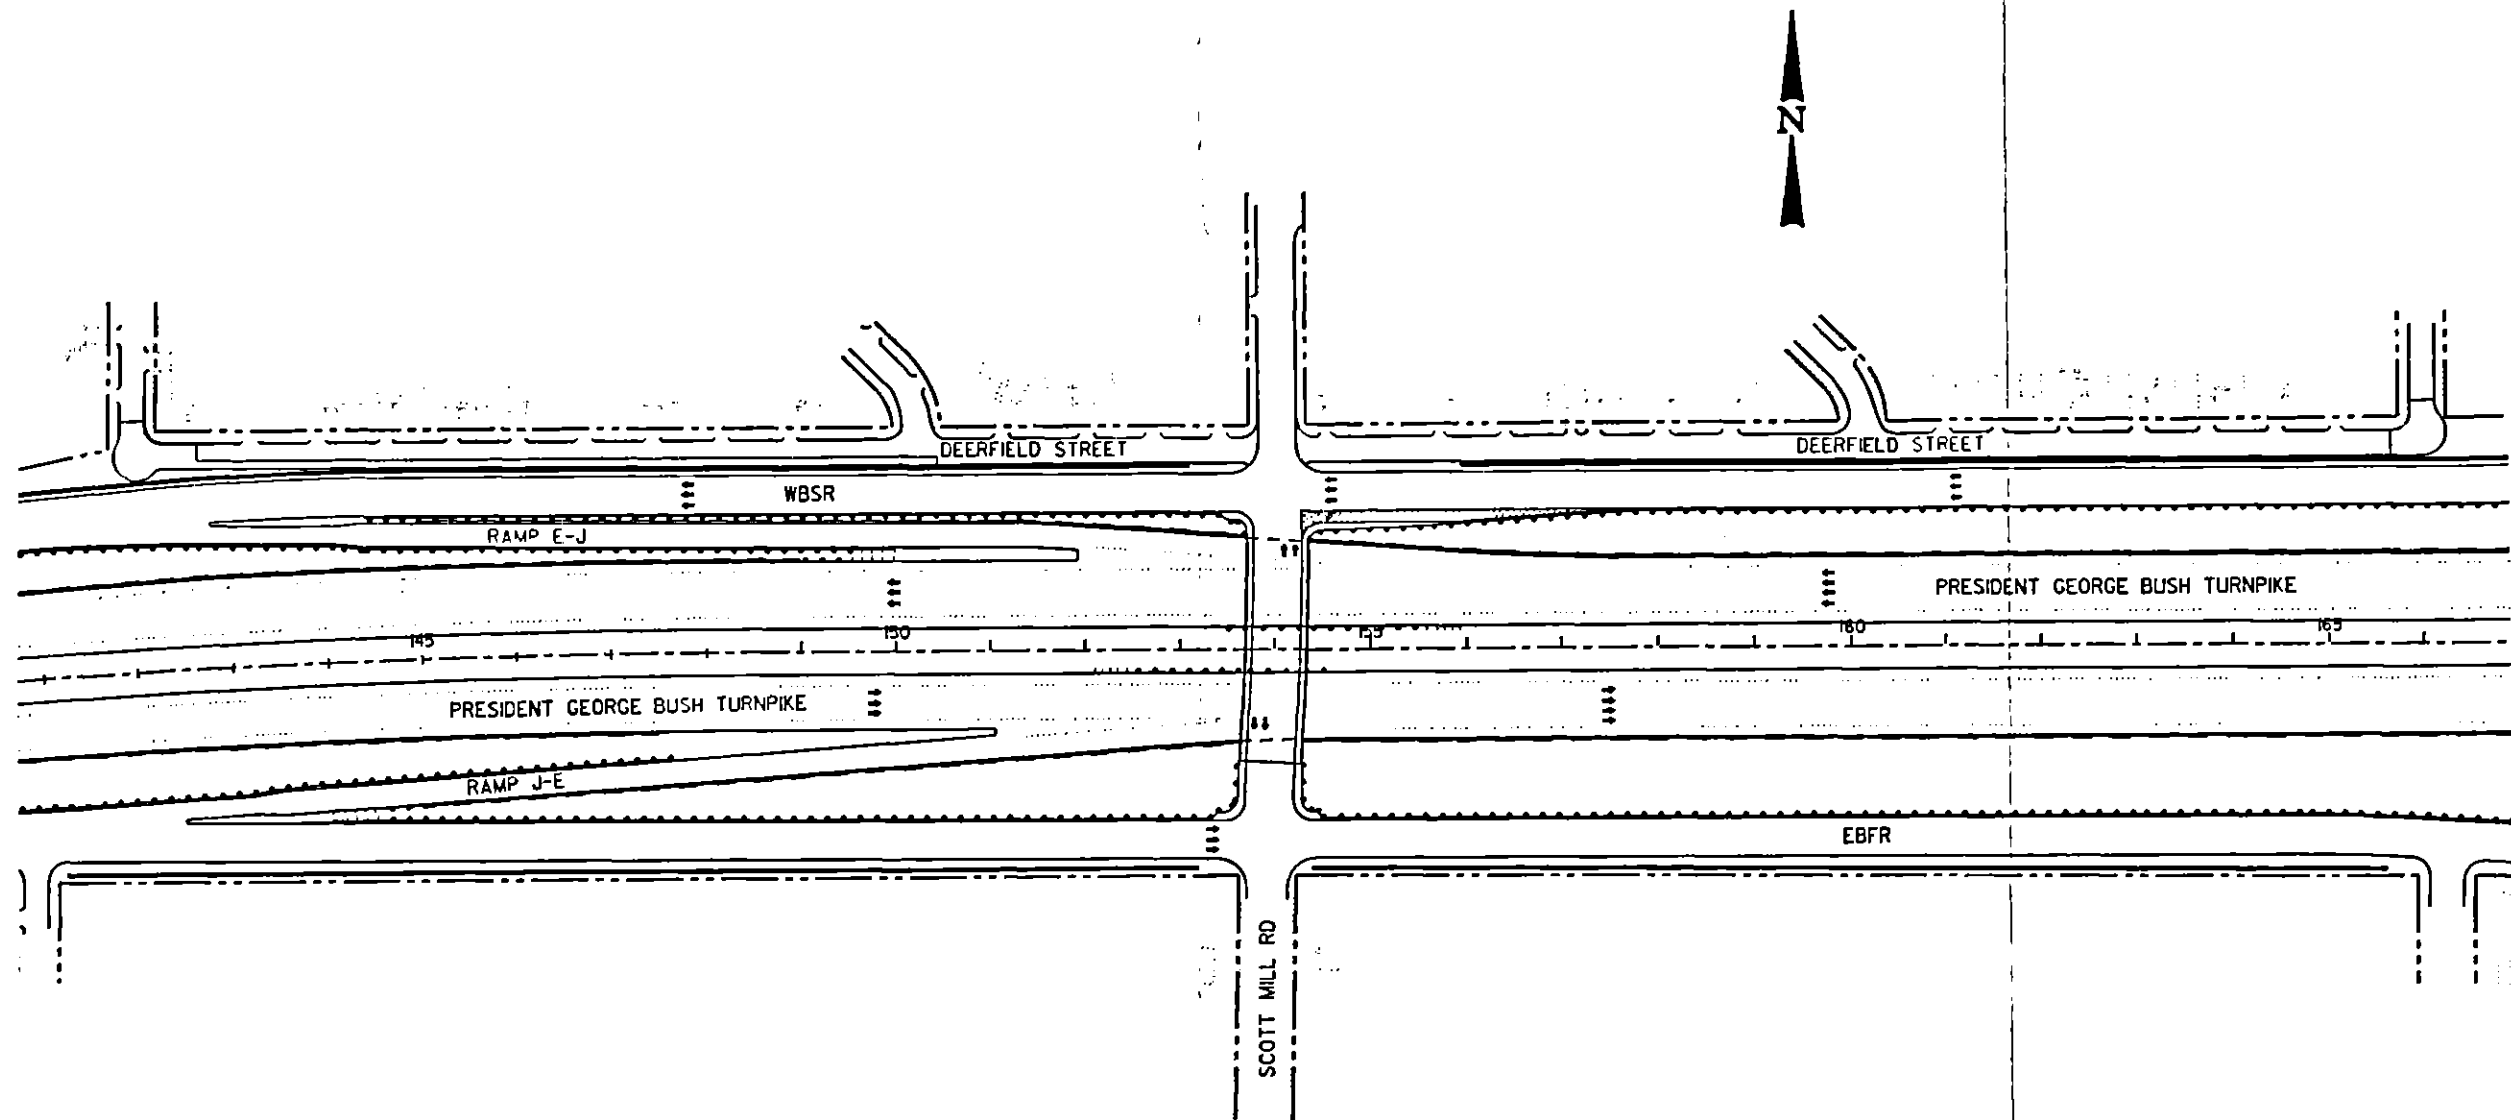 N
DEERFIELD STREET
DEERFIELD STREET
WBSR
RAMP E-J
PRESIDENT GEORGE BUSH TURNPIKE
145
150
155
160
165
PRESIDENT GEORGE BUSH TURNPIKE
RAMP J-E
EBFR
SCOTT MILL RD